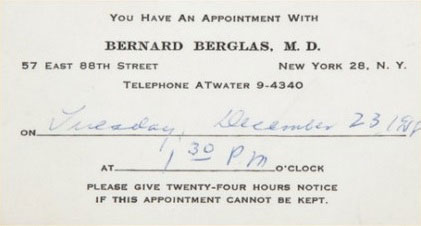 YOU HAVE AN APPOINTMENT WITH
BERNARD BERGLAS, M. D.
57 EAST 88TH STREET NEW YORK 28, N. Y.
TELEPHONE ATWATER 9-4340
ON Tuesday, December 23,
AT 1 30 PM O'CLOCK
PLEASE GIVE TWENTY-FOUR HOURS NOTICE
IF THIS APPOINTMENT CANNOT BE KEPT.